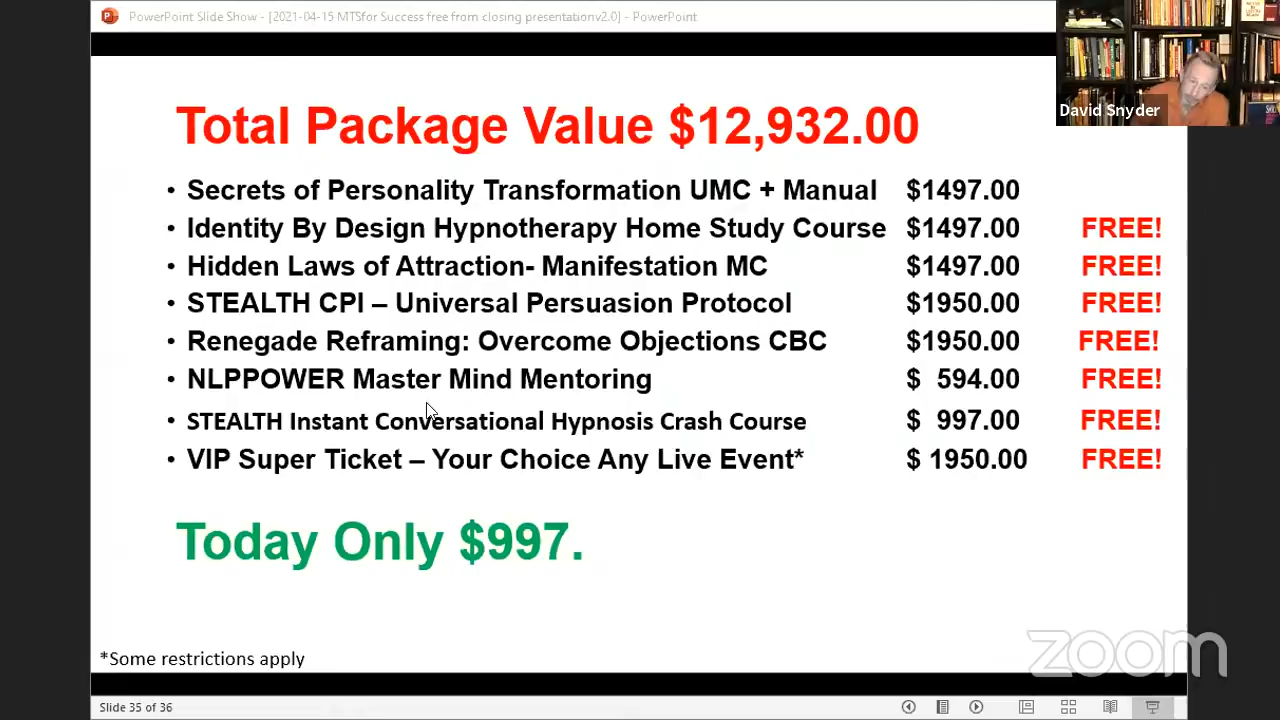 PowerPoint Slide Show - [2021-04-15 MTSfor Success free from closing presentationv2.0] - PowerPoint
David Snyder
Total Package Value $12,932.00
• Secrets of Personality Transformation UMC + Manual $1497.00
• Identity By Design Hypnotherapy Home Study Course $1497.00 FREE!
• Hidden Laws of Attraction- Manifestation MC $1497.00 FREE!
• STEALTH CPI – Universal Persuasion Protocol $1950.00 FREE!
• Renegade Reframing: Overcome Objections CBC $1950.00 FREE!
• NLPPOWER Master Mind Mentoring $ 594.00 FREE!
• STEALTH Instant Conversational Hypnosis Crash Course $ 997.00 FREE!
• VIP Super Ticket – Your Choice Any Live Event* $ 1950.00 FREE!
Today Only $997.
*Some restrictions apply
zoom
Slide 35 of 36